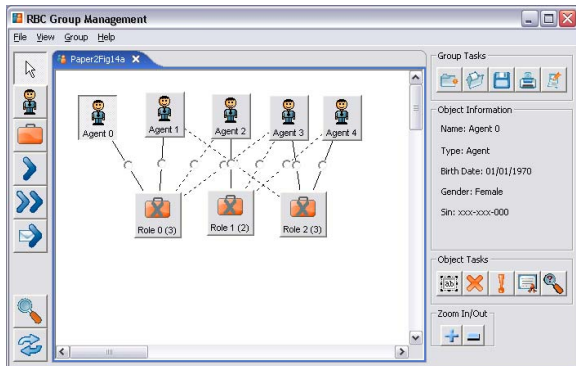 RBC Group Management
File View Group Help
Paper2Fig14a
Agent 0
Agent 1
Agent 2
Agent 3
Agent 4
Role 0 (3)
Role 1 (2)
Role 2 (3)
Group Tasks
Object Information
Name: Agent 0
Type: Agent
Birth Date: 01/01/1970
Gender: Female
Sin: xxx-xxx-000
Object Tasks
ab
Zoom In/Out